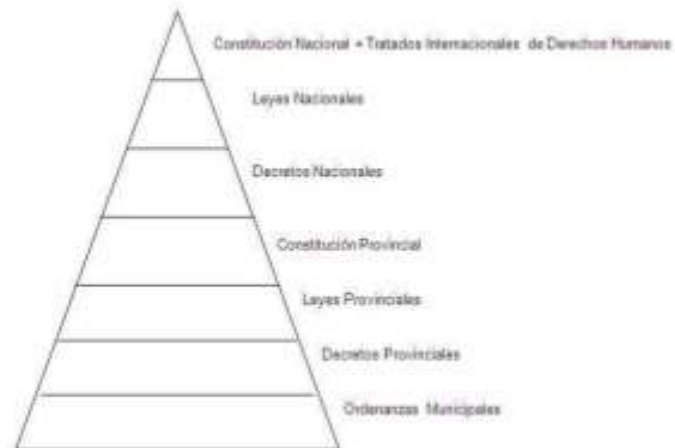 Constitución Nacional + Tratados Internacionales de Derechos Humanos
Leyes Nacionales
Decretos Nacionales
Constitución Provincial
Leyes Provinciales
Decretos Provinciales
Ordenanzas Municipales